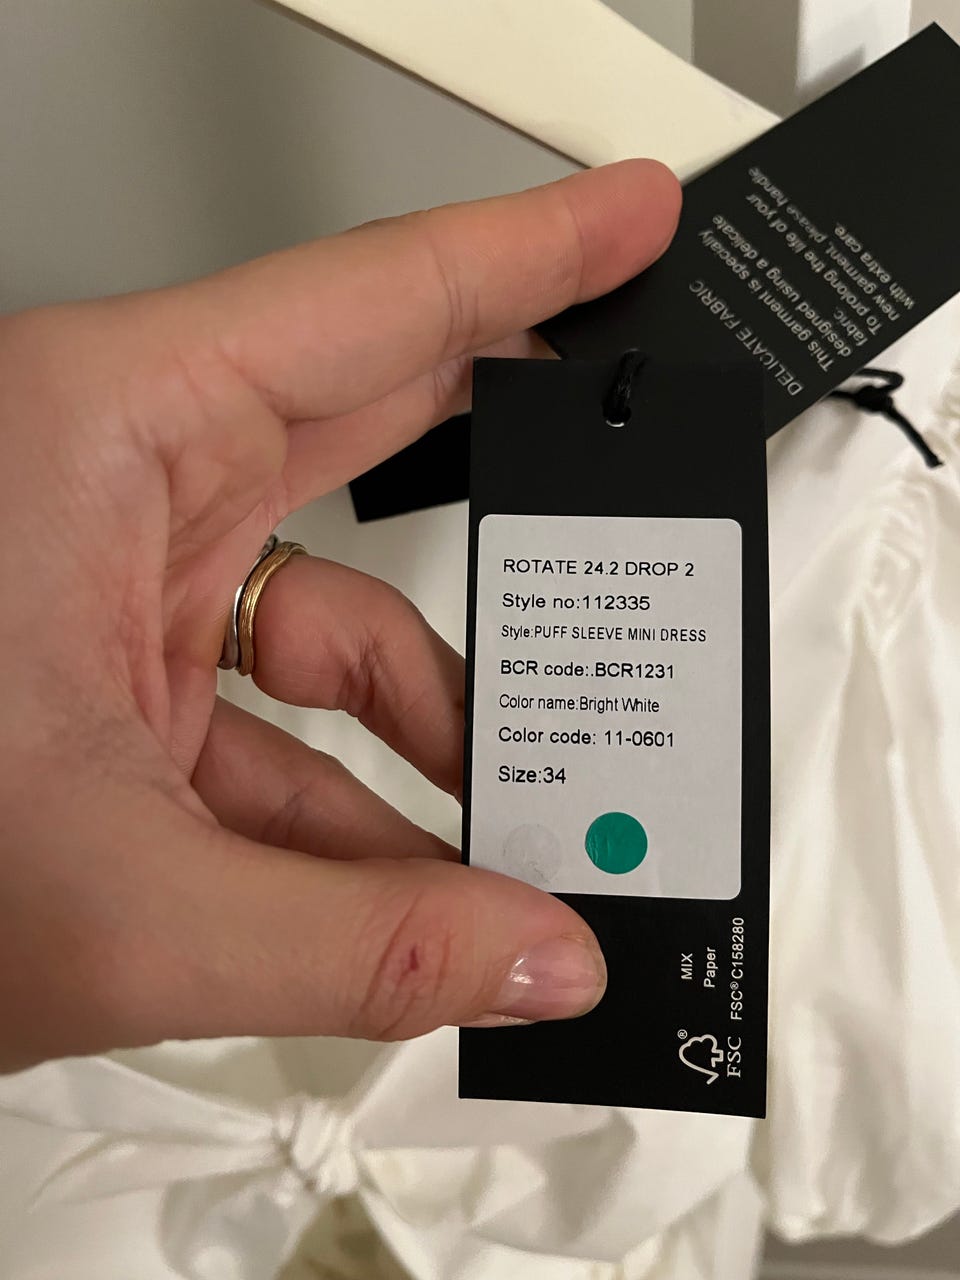 DELICATE FABRIC
This garment is specially
designed using a delicate
fabric.
To prolong the life of your
new garment, please handle
with extra care.
ROTATE 24.2 DROP 2
Style no:112335
Style:PUFF SLEEVE MINI DRESS
BCR code:.BCR1231
Color name:Bright White
Color code: 11-0601
Size:34
MIX
Paper
FSC® C158280
®
FSC